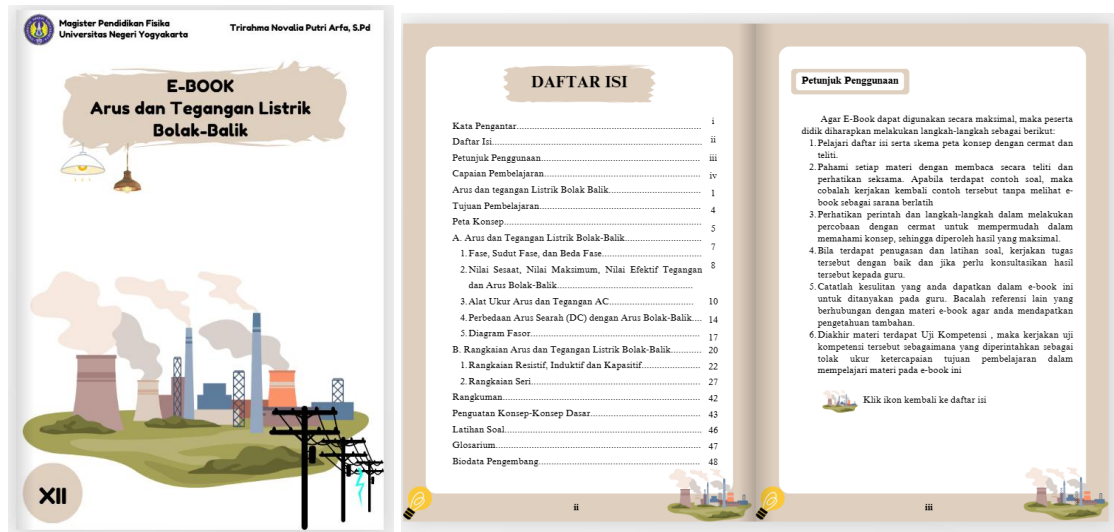 Magister Pendidikan Fisika
Universitas Negeri Yogyakarta
Trirahma Novalia Putri Arfa, S.Pd
E-BOOK
Arus dan Tegangan Listrik
Bolak-Balik
XII
DAFTAR ISI
Kata Pengantar.......... i
Daftar Isi.......... ii
Petunjuk Penggunaan.......... iii
Capaian Pembelajaran.......... iv
Arus dan tegangan Listrik Bolak Balik.......... 1
Tujuan Pembelajaran.......... 4
Peta Konsep.......... 5
A. Arus dan Tegangan Listrik Bolak-Balik.......... 7
1. Fase, Sudut Fase, dan Beda Fase.......... 8
2. Nilai Sesaat, Nilai Maksimum, Nilai Efektif Tegangan
dan Arus Bolak-Balik..........
3. Alat Ukur Arus dan Tegangan AC.......... 10
4. Perbedaan Arus Searah (DC) dengan Arus Bolak-Balik.... 14
5. Diagram Fasor.......... 17
B. Rangkaian Arus dan Tegangan Listrik Bolak-Balik.......... 20
1. Rangkaian Resistif, Induktif dan Kapasitif.......... 22
2. Rangkaian Seri.......... 27
Rangkuman.......... 42
Penguatan Konsep-Konsep Dasar.......... 43
Latihan Soal.......... 46
Glosarium.......... 47
Biodata Pengembang.......... 48
ii
Petunjuk Penggunaan
Agar E-Book dapat digunakan secara maksimal, maka peserta
didik diharapkan melakukan langkah-langkah sebagai berikut:
1. Pelajari daftar isi serta skema peta konsep dengan cermat dan
teliti.
2. Pahami setiap materi dengan membaca secara teliti dan
perhatikan seksama. Apabila terdapat contoh soal, maka
cobalah kerjakan kembali contoh tersebut tanpa melihat e-
book sebagai sarana berlatih
3. Perhatikan perintah dan langkah-langkah dalam melakukan
percobaan dengan cermat untuk mempermudah dalam
memahami konsep, sehingga diperoleh hasil yang maksimal.
4. Bila terdapat penugasan dan latihan soal, kerjakan tugas
tersebut dengan baik dan jika perlu konsultasikan hasil
tersebut kepada guru.
5. Catatlah kesulitan yang anda dapatkan dalam e-book ini
untuk ditanyakan pada guru. Bacalah referensi lain yang
berhubungan dengan materi e-book agar anda mendapatkan
pengetahuan tambahan.
6. Diakhir materi terdapat Uji Kompetensi , maka kerjakan uji
kompetensi tersebut sebagaimana yang diperintahkan sebagai
tolak ukur ketercapaian tujuan pembelajaran dalam
mempelajari materi pada e-book ini
Klik ikon kembali ke daftar isi
iii